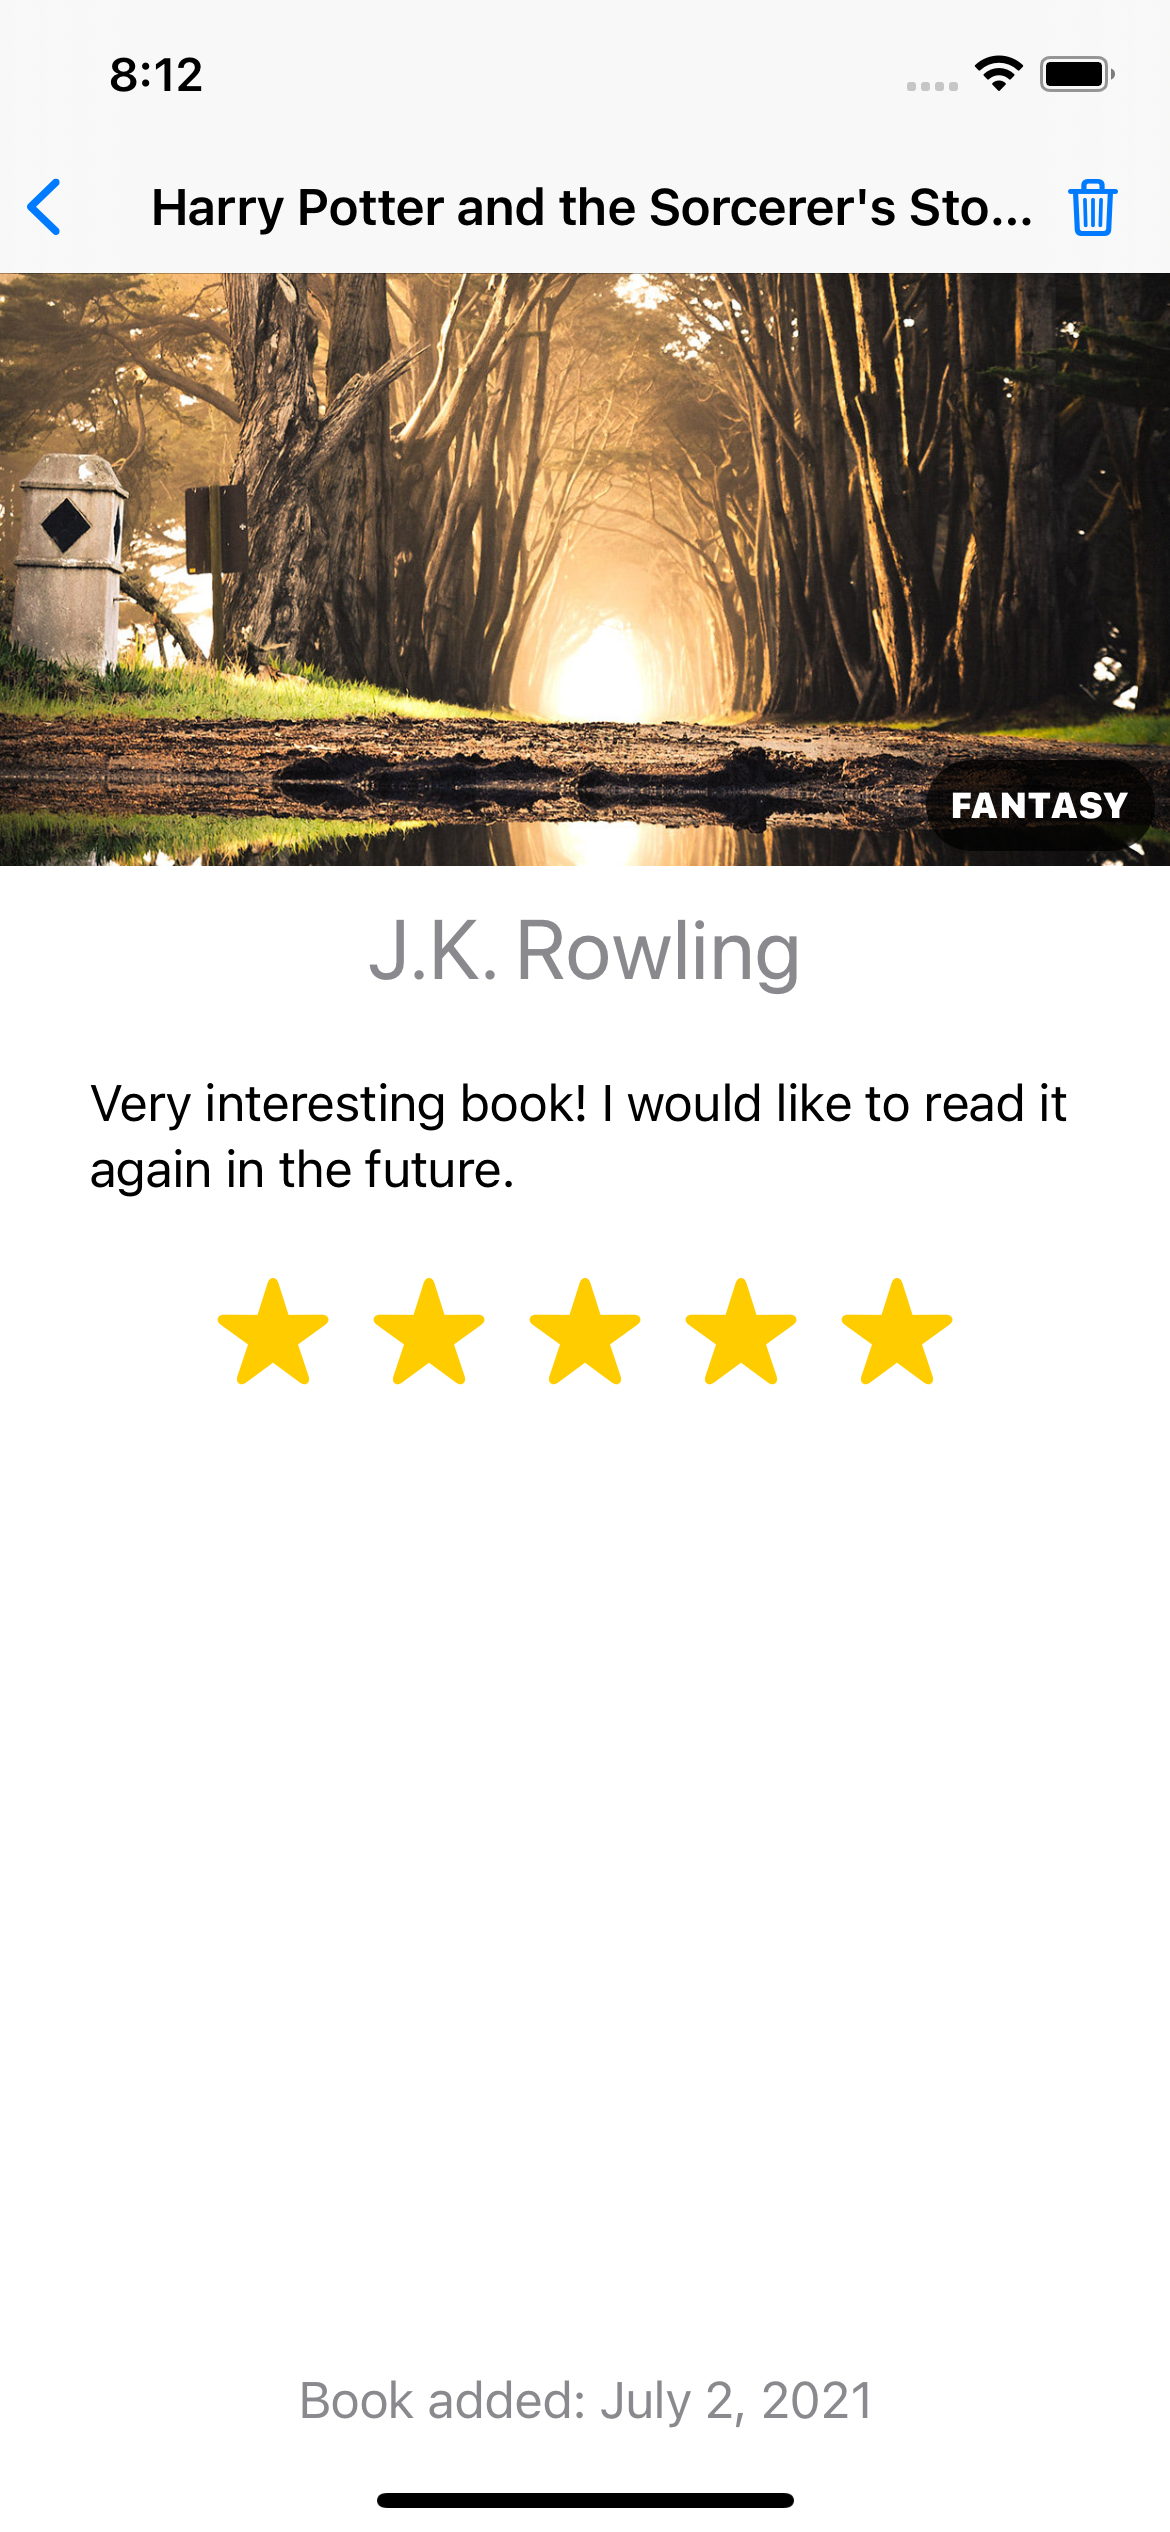 8:12
Harry Potter and the Sorcerer's Sto...
FANTASY
J.K. Rowling
Very interesting book! I would like to read it
again in the future.
Book added: July 2, 2021